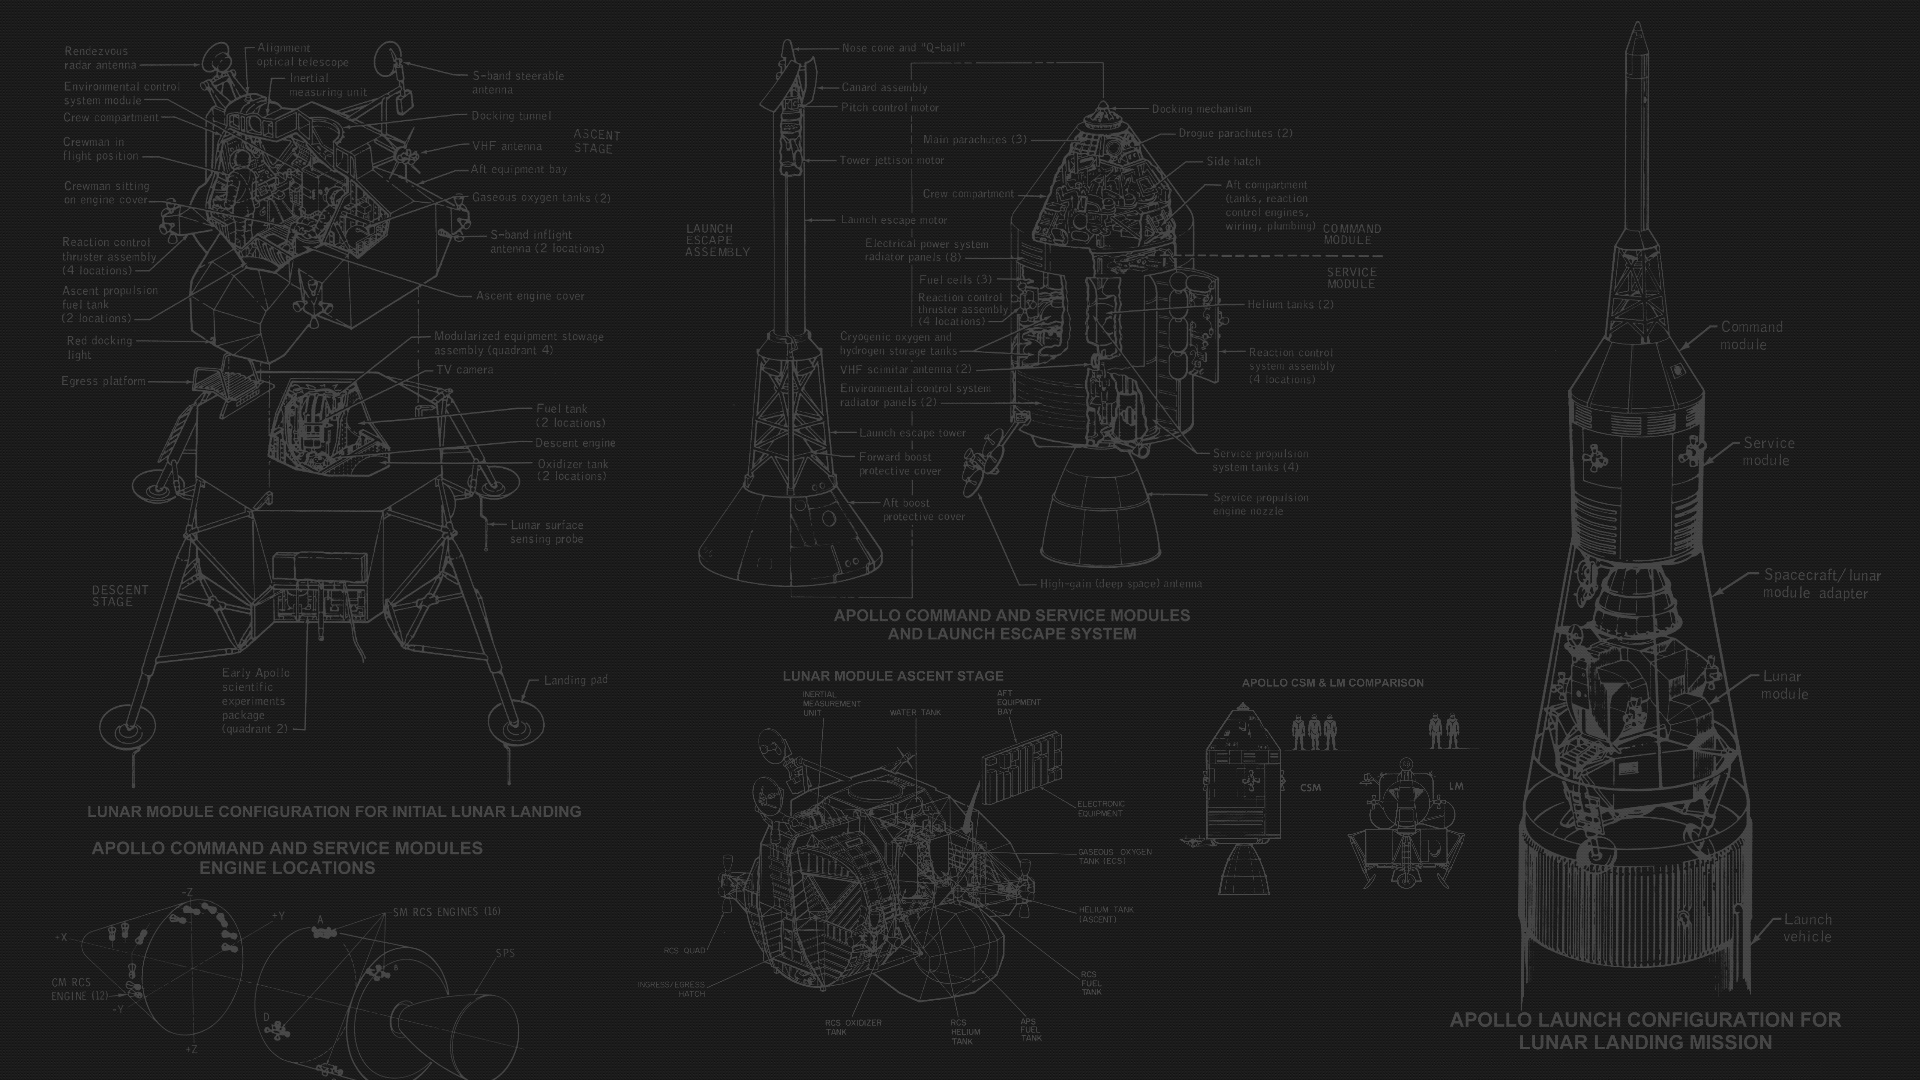 Rendezvous
radar antenna
Alignment
optical telescope
Inertial
measuring unit
Environmental control
system module
Crew compartment
Crewman in
flight position
Crewman sitting
on engine cover
Reaction control
thruster assembly
(4 locations)
Ascent propulsion
fuel tank
(2 locations)
Red docking
light
Egress platform
S-band steerable
antenna
Docking tunnel
ASCENT
STAGE
VHF antenna
Aft equipment bay
Gaseous oxygen tanks (2)
S-band inflight
antenna (2 locations)
Ascent engine cover
Modularized equipment stowage
assembly (quadrant 4)
TV camera
Fuel tank
(2 locations)
Descent engine
Oxidizer tank
(2 locations)
Lunar surface
sensing probe
DESCENT
STAGE
Early Apollo
scientific
experiments
package
(quadrant 2)
Landing pad
LUNAR MODULE CONFIGURATION FOR INITIAL LUNAR LANDING
Nose cone and "Q-ball"
Canard assembly
Pitch control motor
Tower jettison motor
Launch escape motor
LAUNCH
ESCAPE
ASSEMBLY
Launch escape tower
Forward boost
protective cover
Aft boost
protective cover
Docking mechanism
Main parachutes (3)
Drogue parachutes (2)
Side hatch
Crew compartment
Aft compartment
(tanks, reaction
control engines,
wiring, plumbing)
COMMAND
MODULE
SERVICE
MODULE
Electrical power system
radiator panels (8)
Fuel cells (3)
Reaction control
thruster assembly
(4 locations)
Cryogenic oxygen and
hydrogen storage tanks
VHF scimitar antenna (2)
Environmental control system
radiator panels (2)
Helium tanks (2)
Reaction control
system assembly
(4 locations)
Service propulsion
system tanks (4)
Service propulsion
engine nozzle
High-gain (deep space) antenna
APOLLO COMMAND AND SERVICE MODULES
AND LAUNCH ESCAPE SYSTEM
APOLLO COMMAND AND SERVICE MODULES
ENGINE LOCATIONS
-Z
+Y
+X
CM RCS
ENGINE (12)
-Y
+Z
A
SM RCS ENGINES (16)
B
SPS
D
LUNAR MODULE ASCENT STAGE
INERTIAL
MEASUREMENT
UNIT
WATER TANK
AFT
EQUIPMENT
BAY
ELECTRONIC
EQUIPMENT
GASEOUS OXYGEN
TANK (ECS)
HELIUM TANK
(ASCENT)
RCS QUAD
INGRESS/EGRESS
HATCH
RCS OXIDIZER
TANK
RCS
HELIUM
TANK
APS
FUEL
TANK
RCS
FUEL
TANK
APOLLO CSM & LM COMPARISON
CSM
LM
Command
module
Service
module
Spacecraft/lunar
module adapter
Lunar
module
Launch
vehicle
APOLLO LAUNCH CONFIGURATION FOR
LUNAR LANDING MISSION